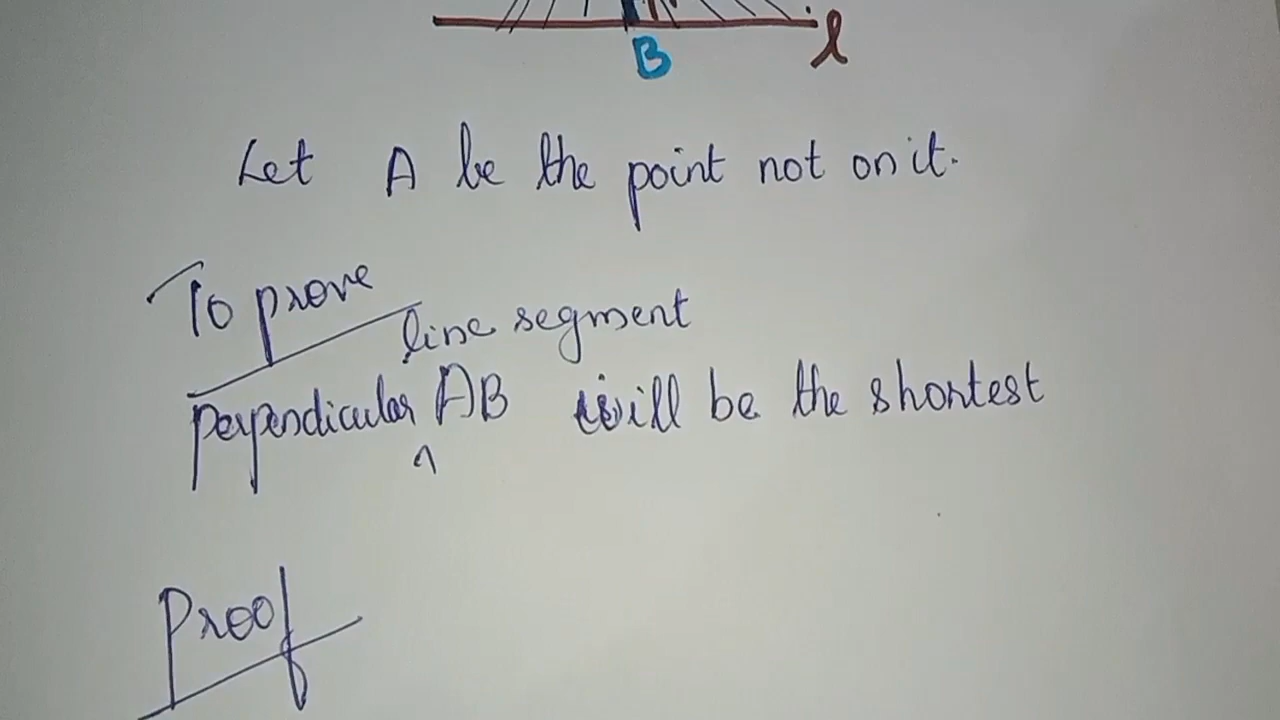 B l
Let A be the point not on it.
To prove
line segment
perpendicular AB will be the shortest
Proof